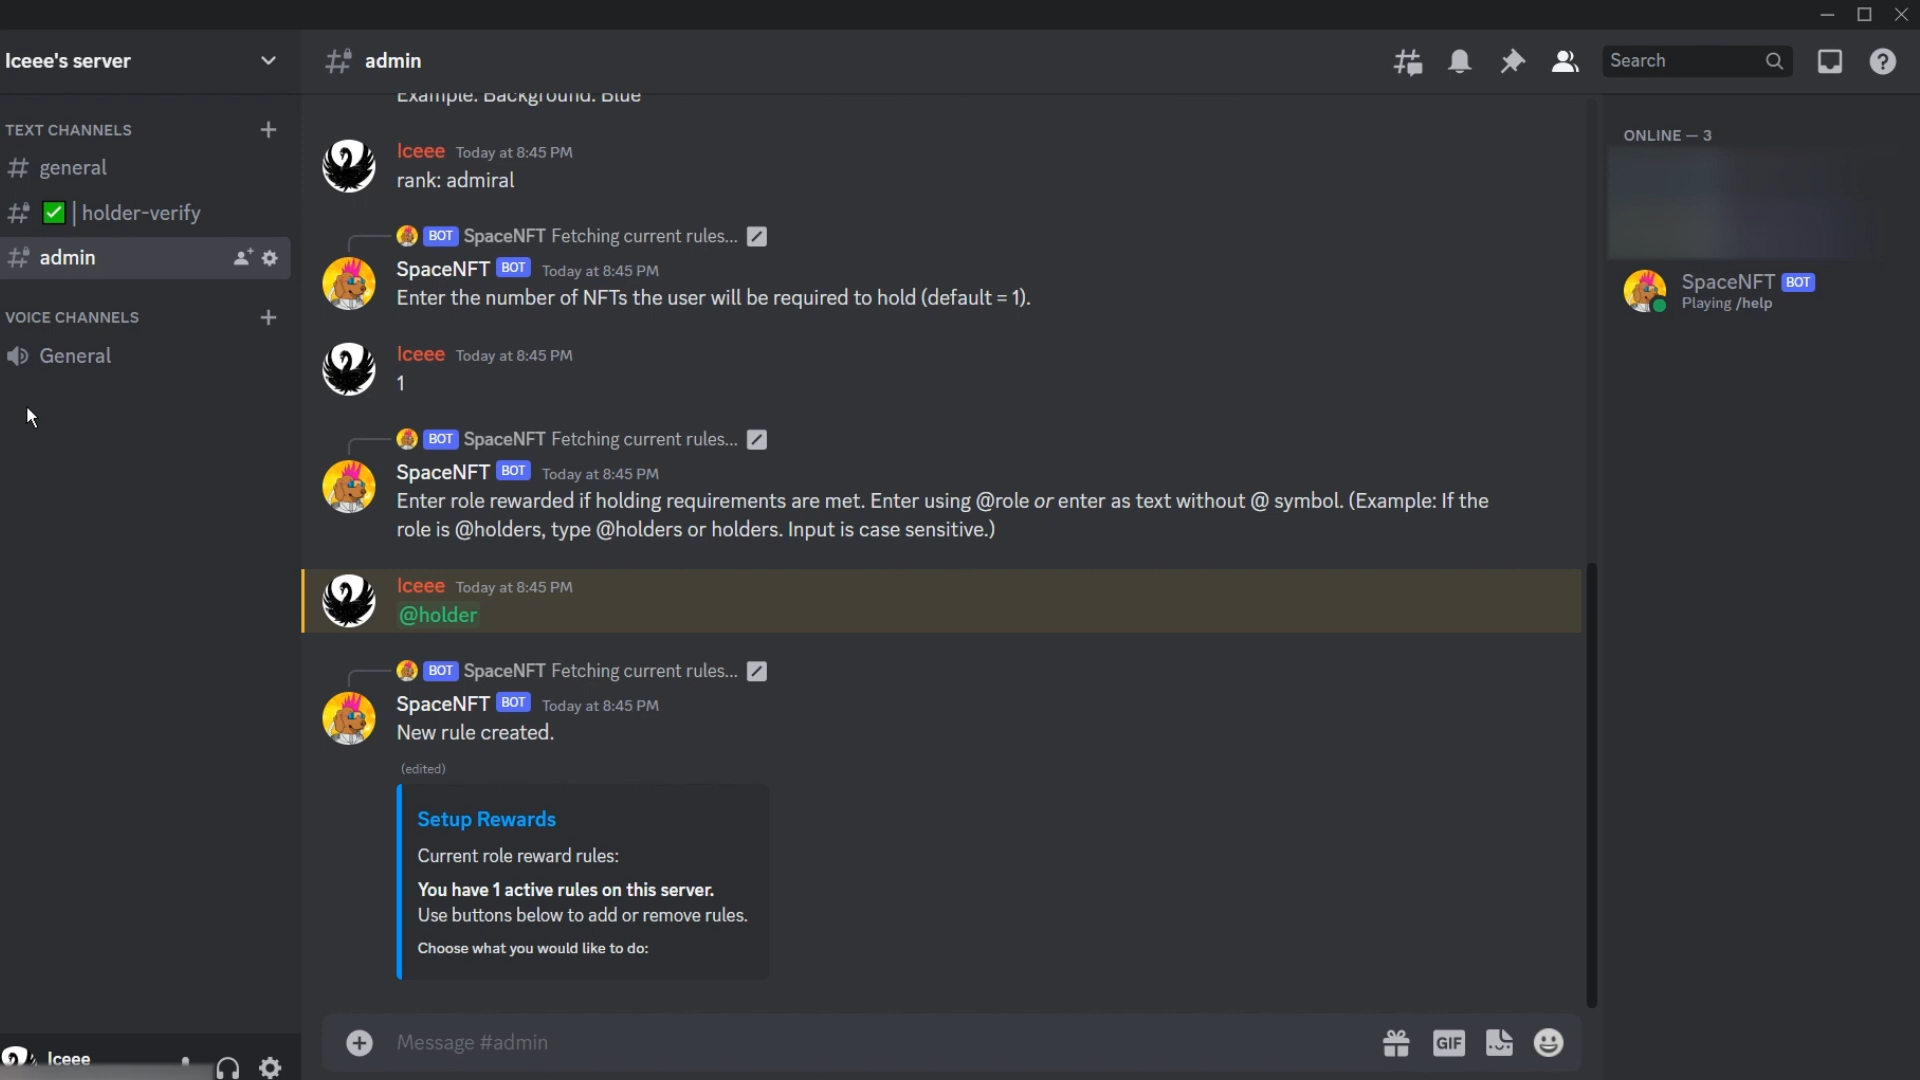 Iceee's server
admin
Search
TEXT CHANNELS
general
| holder-verify
admin
VOICE CHANNELS
General
Iceee
Example: Background: Blue
Iceee Today at 8:45 PM
rank: admiral
BOT SpaceNFT Fetching current rules...
SpaceNFT BOT Today at 8:45 PM
Enter the number of NFTs the user will be required to hold (default = 1).
Iceee Today at 8:45 PM
1
BOT SpaceNFT Fetching current rules...
SpaceNFT BOT Today at 8:45 PM
Enter role rewarded if holding requirements are met. Enter using @role or enter as text without @ symbol. (Example: If the
role is @holders, type @holders or holders. Input is case sensitive.)
Iceee Today at 8:45 PM
@holder
BOT SpaceNFT Fetching current rules...
SpaceNFT BOT Today at 8:45 PM
New rule created.
(edited)
Setup Rewards
Current role reward rules:
You have 1 active rules on this server.
Use buttons below to add or remove rules.
Choose what you would like to do:
Message #admin
GIF
ONLINE — 3
SpaceNFT BOT
Playing /help